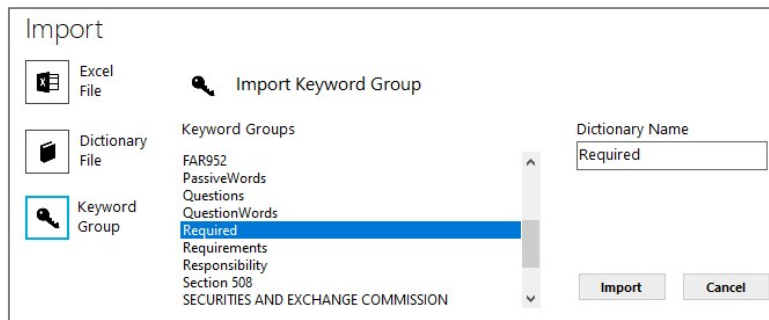 Import
Excel
File
Dictionary
File
Keyword
Group
Import Keyword Group
Keyword Groups
FAR952
PassiveWords
Questions
QuestionWords
Required
Requirements
Responsibility
Section 508
SECURITIES AND EXCHANGE COMMISSION
Dictionary Name
Required
Import
Cancel